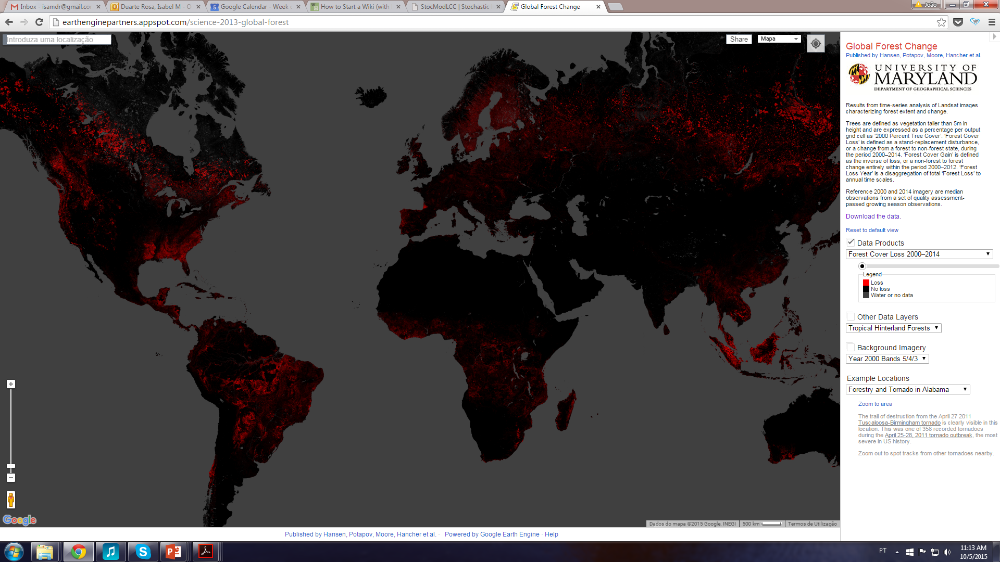 Inbox - isamdr@gmail.cor
Duarte Rosa, Isabel M - O
Google Calendar - Week
How to Start a Wiki (with
StocModLCC | Stochastic
Global Forest Change
João
earthenginepartners.appspot.com/science-2013-global-forest
Introduza uma localização
Share
Mapa
Global Forest Change
Published by Hansen, Potapov, Moore, Hancher et al.
UNIVERSITY OF
MARYLAND
DEPARTMENT OF GEOGRAPHICAL SCIENCES
Results from time-series analysis of Landsat images
characterizing forest extent and change.
Trees are defined as vegetation taller than 5m in
height and are expressed as a percentage per output
grid cell as ‘2000 Percent Tree Cover’. ‘Forest Cover
Loss’ is defined as a stand-replacement disturbance,
or a change from a forest to non-forest state, during
the period 2000–2014. ‘Forest Cover Gain’ is defined
as the inverse of loss, or a non-forest to forest
change entirely within the period 2000–2012. ‘Forest
Loss Year’ is a disaggregation of total ‘Forest Loss’ to
annual time scales.
Reference 2000 and 2014 imagery are median
observations from a set of quality assessment-
passed growing season observations.
Download the data.
Reset to default view
Data Products
Forest Cover Loss 2000–2014
Legend
Loss
No loss
Water or no data
Other Data Layers
Tropical Hinterland Forests
Background Imagery
Year 2000 Bands 5/4/3
Example Locations
Forestry and Tornado in Alabama
Zoom to area
The trail of destruction from the April 27 2011
Tuscaloosa-Birmingham tornado is clearly visible in this
location. This was one of 358 recorded tornadoes
during the April 25-28, 2011 tornado outbreak, the most
severe in US history.
Zoom out to spot tracks from other tornadoes nearby.
Google
Dados do mapa ©2015 Google, INEGI
500 km
Termos de Utilização
Published by Hansen, Potapov, Moore, Hancher et al. · Powered by Google Earth Engine · Help
PT
11:13 AM
10/5/2015